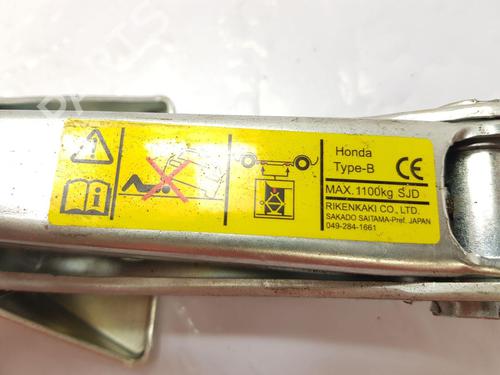 Honda
Type-B
CE
MAX.1100kg SJD
RIKENKAKI CO., LTD.
SAKADO SAITAMA-Pref. JAPAN
049-284-1661